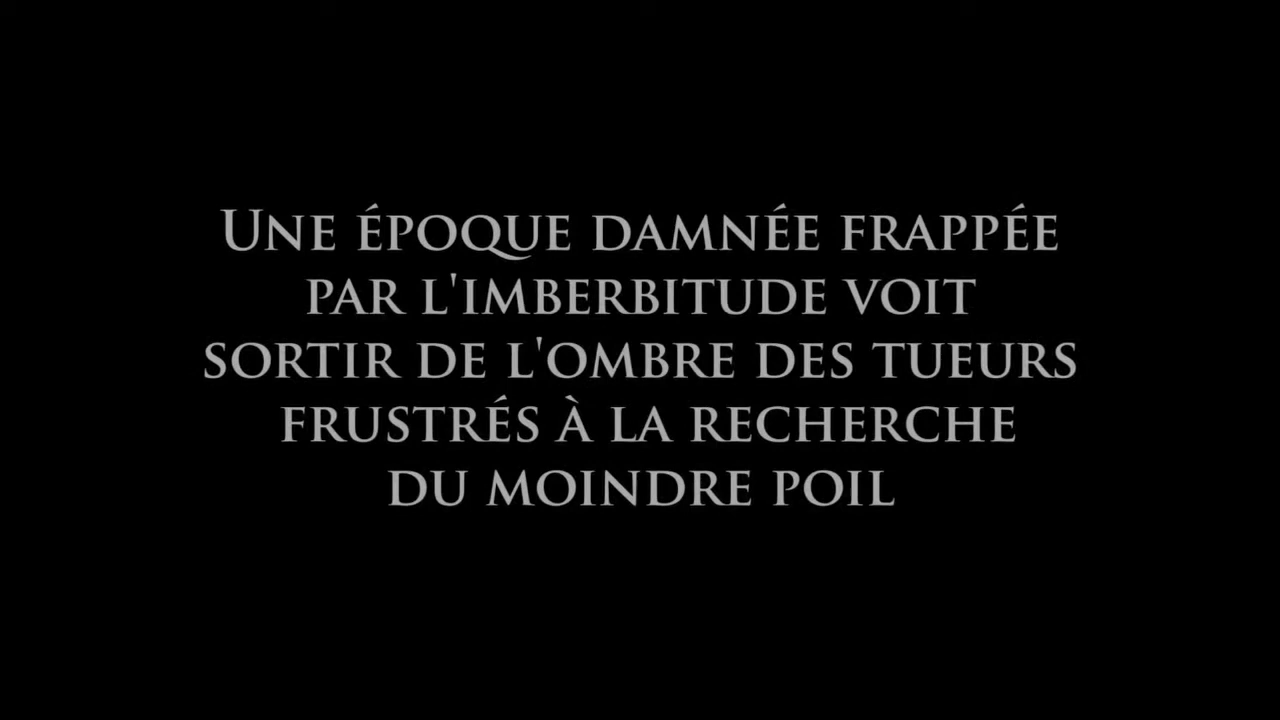 Une époque damnée frappée
par l'imberbitude voit
sortir de l'ombre des tueurs
frustrés à la recherche
du moindre poil